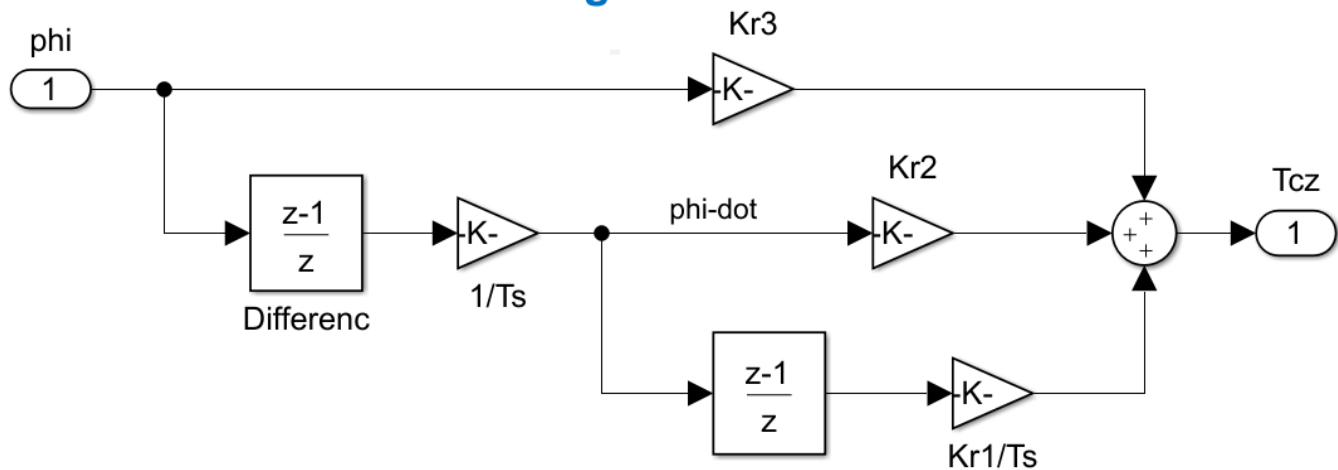 g
Kr3
phi
1
-K-
Kr2
Tcz
z-1
z
-K-
phi-dot
-K-
+
+
+
1
Differenc
1/Ts
z-1
z
-K-
Kr1/Ts